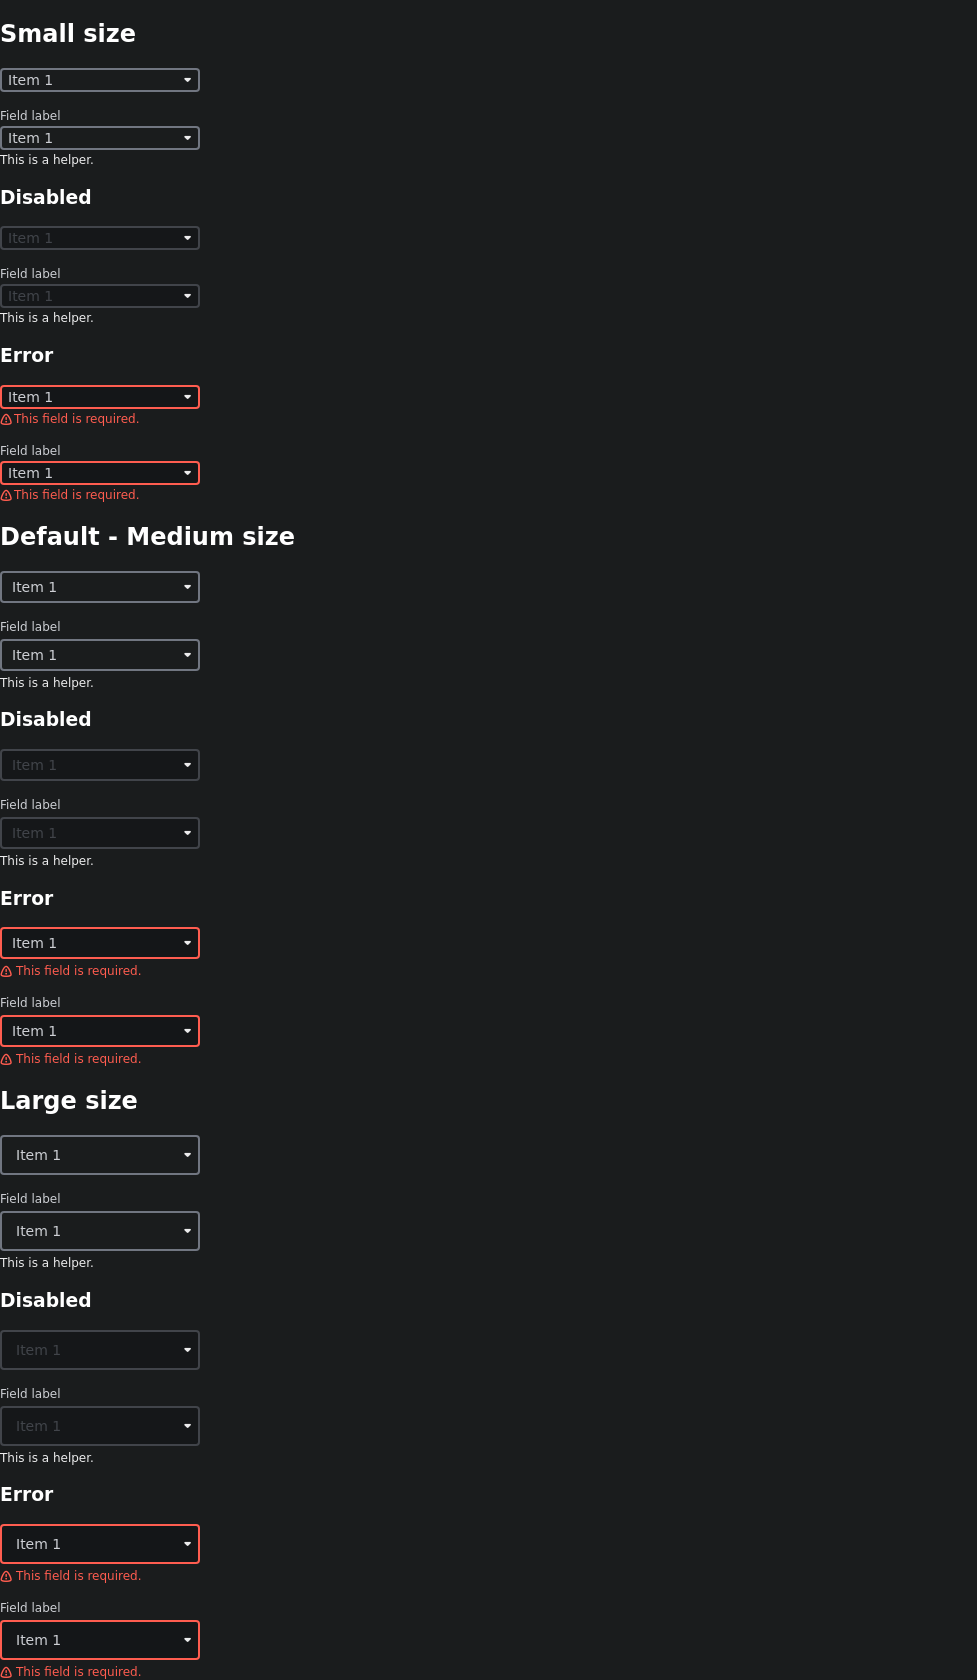 Small size
Item 1
Field label
Item 1
This is a helper.
Disabled
Item 1
Field label
Item 1
This is a helper.
Error
Item 1
This field is required.
Field label
Item 1
This field is required.
Default - Medium size
Item 1
Field label
Item 1
This is a helper.
Disabled
Item 1
Field label
Item 1
This is a helper.
Error
Item 1
This field is required.
Field label
Item 1
This field is required.
Large size
Item 1
Field label
Item 1
This is a helper.
Disabled
Item 1
Field label
Item 1
This is a helper.
Error
Item 1
This field is required.
Field label
Item 1
This field is required.